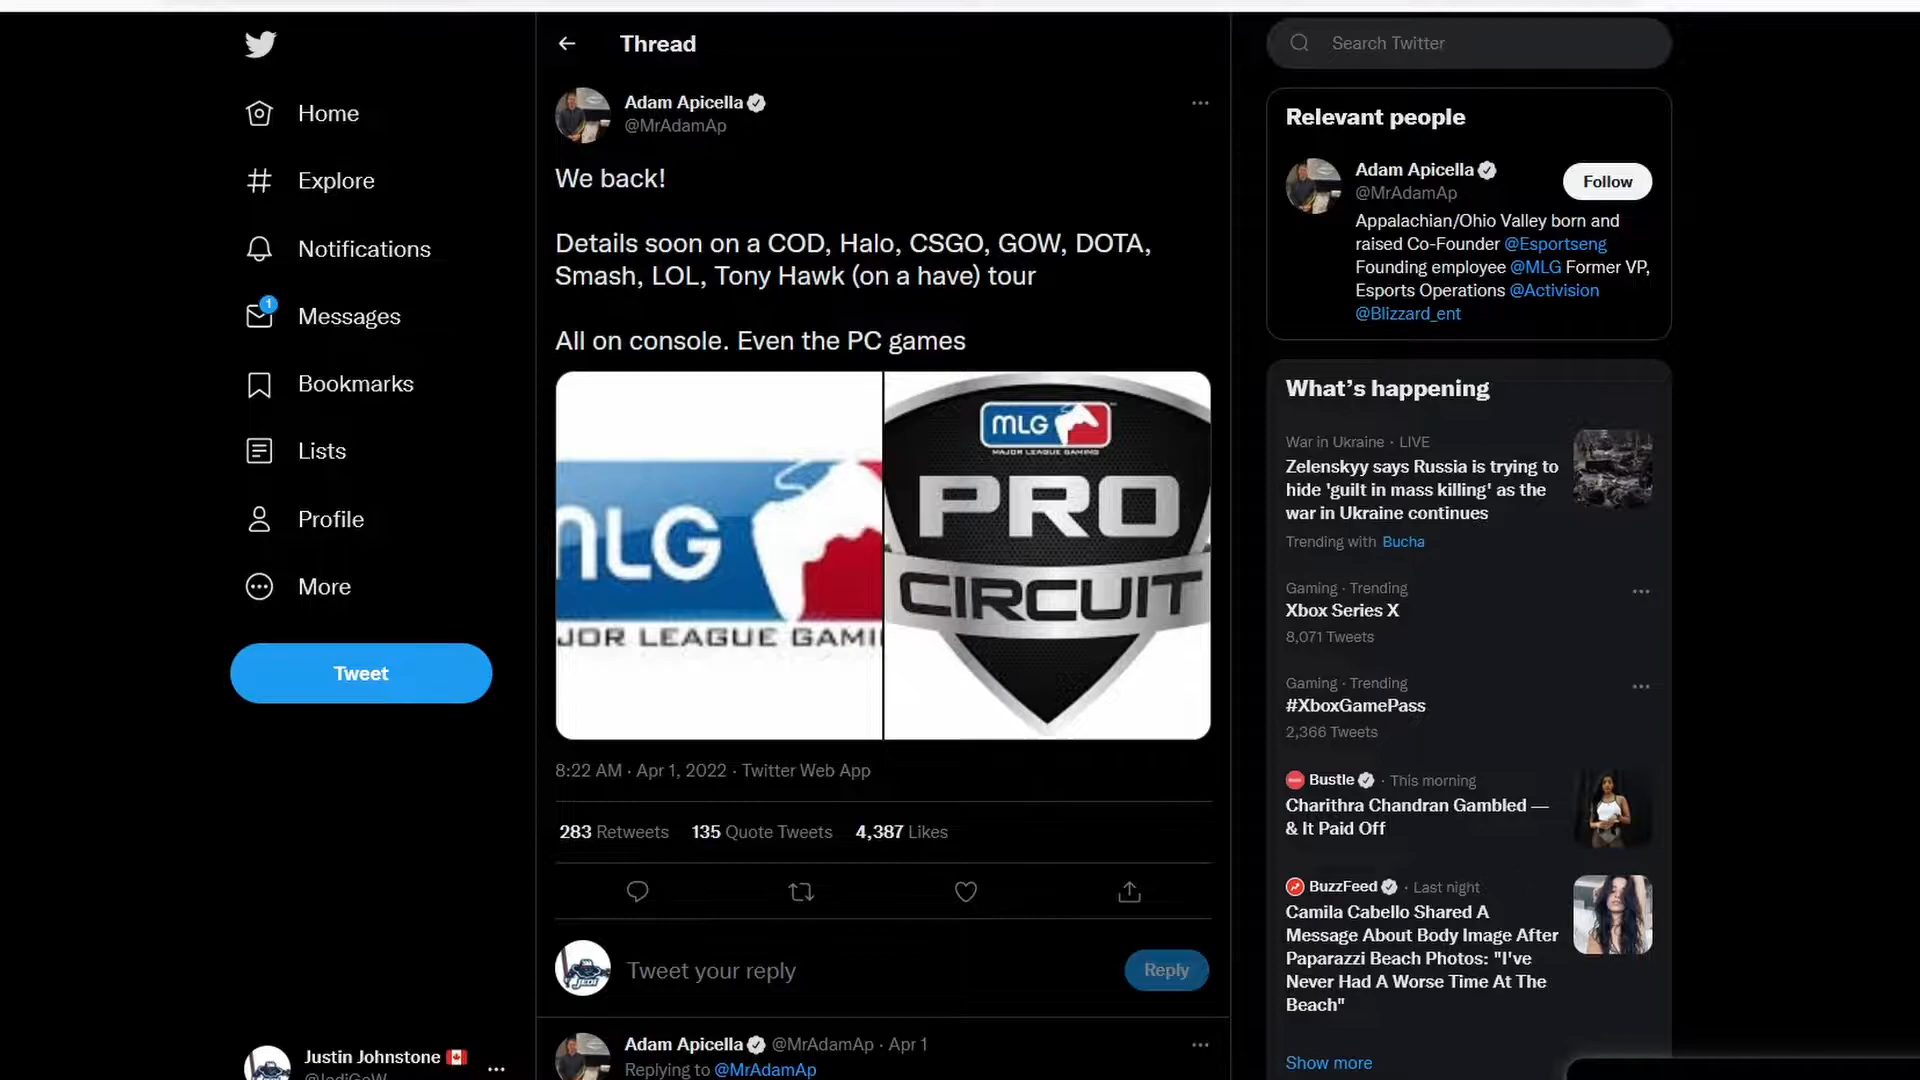 Home
Explore
Notifications
1
Messages
Bookmarks
Lists
Profile
More
Tweet
Justin Johnstone
Thread
Adam Apicella
@MrAdamAp
We back!
Details soon on a COD, Halo, CSGO, GOW, DOTA,
Smash, LOL, Tony Hawk (on a have) tour
All on console. Even the PC games
MLG
JOR LEAGUE GAMI
MLG
MAJOR LEAGUE GAMING
PRO
CIRCUIT
8:22 AM · Apr 1, 2022 · Twitter Web App
283 Retweets 135 Quote Tweets 4,387 Likes
Tweet your reply
Reply
Adam Apicella @MrAdamAp · Apr 1
Replying to @MrAdamAp
Search Twitter
Relevant people
Adam Apicella
@MrAdamAp
Follow
Appalachian/Ohio Valley born and
raised Co-Founder @Esportseng
Founding employee @MLG Former VP,
Esports Operations @Activision
@Blizzard_ent
What's happening
War in Ukraine · LIVE
Zelenskyy says Russia is trying to
hide 'guilt in mass killing' as the
war in Ukraine continues
Trending with Bucha
Gaming · Trending
Xbox Series X
8,071 Tweets
Gaming · Trending
#XboxGamePass
2,366 Tweets
Bustle · This morning
Charithra Chandran Gambled —
& It Paid Off
BuzzFeed · Last night
Camila Cabello Shared A
Message About Body Image After
Paparazzi Beach Photos: "I've
Never Had A Worse Time At The
Beach"
Show more